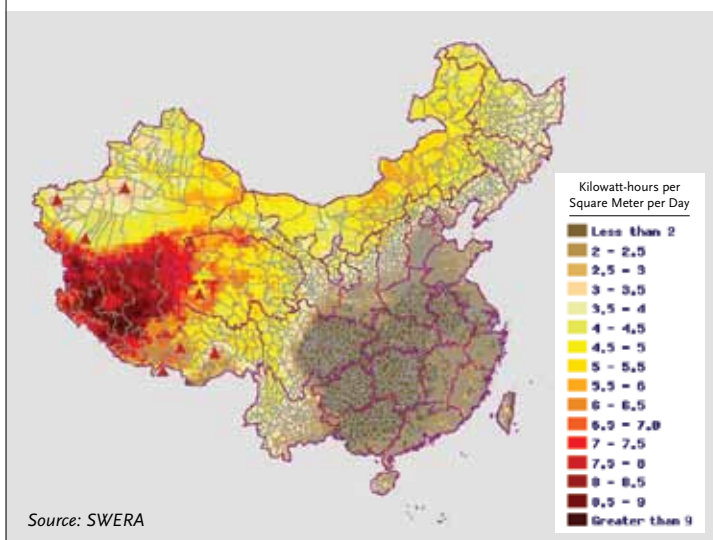 Kilowatt-hours per
Square Meter per Day
Less than 2
2 - 2.5
2.5 - 3
3 - 3.5
3.5 - 4
4 - 4.5
4.5 - 5
5 - 5.5
5.5 - 6
6 - 6.5
6.5 - 7.0
7 - 7.5
7.5 - 8
8 - 8.5
8.5 - 9
Greater than 9
Source: SWERA